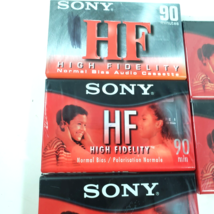 SONY
90
HF
HIGH FIDELITY
Normal Bias Audio Cassette
SONY
HF
HIGH FIDELITY
90
min
Normal Bias / Polarisation Normale
SONY